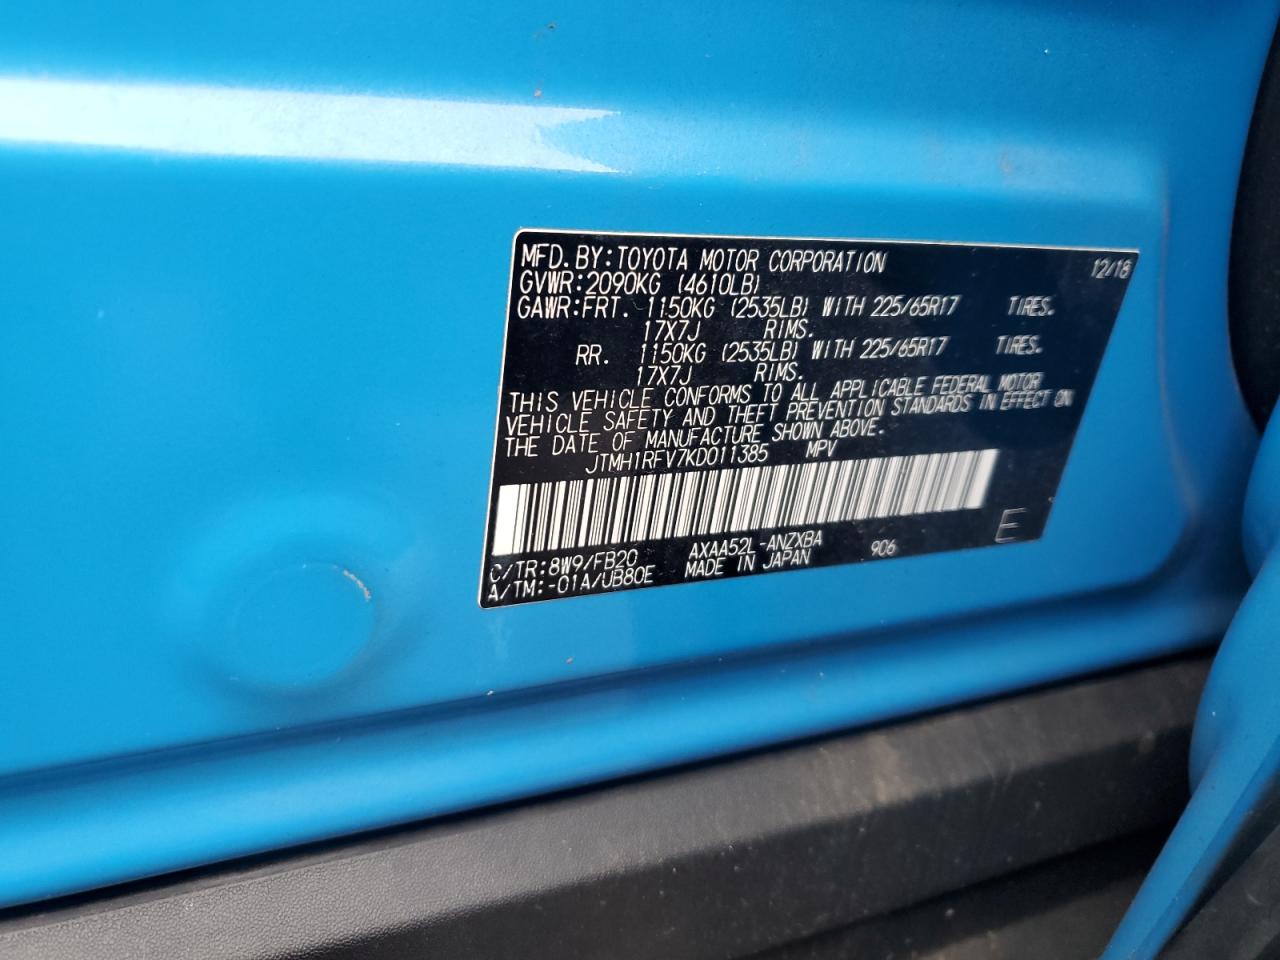 MFD. BY: TOYOTA MOTOR CORPORATION 12/18
GVWR: 2090KG (4610LB)
GAWR: FRT. 1150KG (2535LB) WITH 225/65R17 TIRES.
17X7J RIMS.
RR. 1150KG (2535LB) WITH 225/65R17 TIRES.
17X7J RIMS.
THIS VEHICLE CONFORMS TO ALL APPLICABLE FEDERAL MOTOR
VEHICLE SAFETY AND THEFT PREVENTION STANDARDS IN EFFECT ON
THE DATE OF MANUFACTURE SHOWN ABOVE.
JTMH1RFV7KD011385 MPV
E
C/TR: 8W9/FB20 AXAA52L-ANZXBA 906
A/TM: -01A/UB80E MADE IN JAPAN